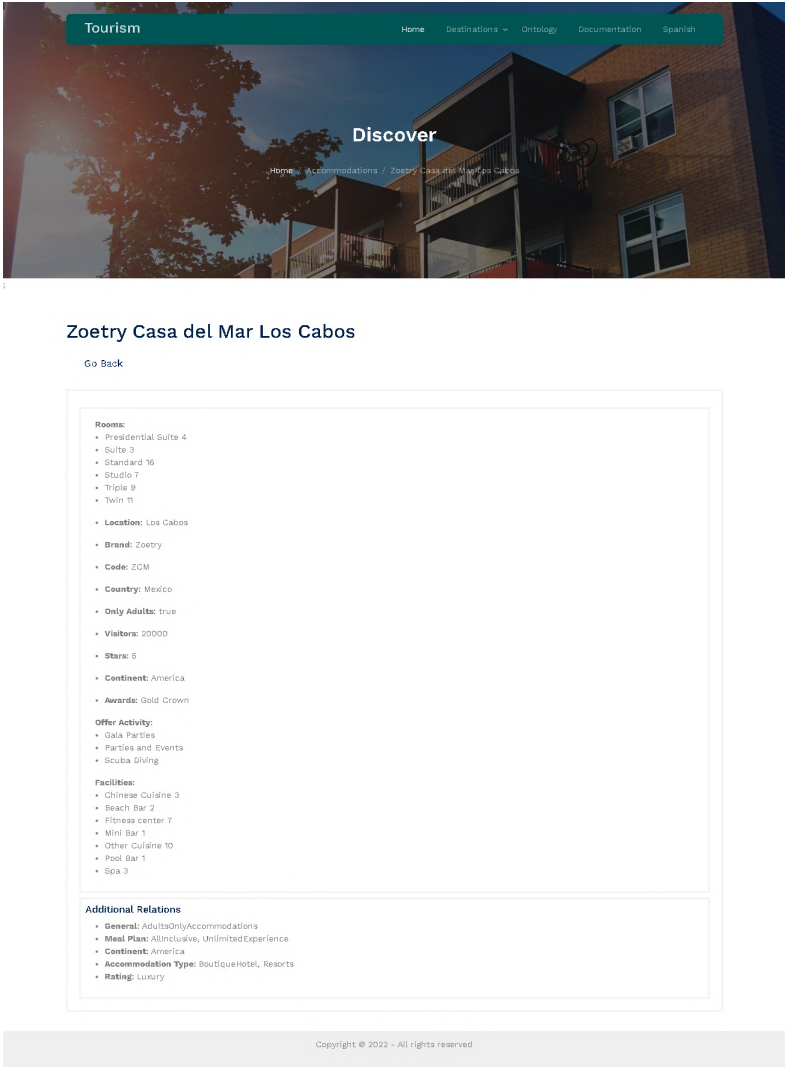 Tourism
Home Destinations Ontology Documentation Spanish
Discover
Home / Accommodations / Zoetry Casa del Mar Los Cabos
;
Zoetry Casa del Mar Los Cabos
Go Back
Rooms:
• Presidential Suite 4
• Suite 3
• Standard 16
• Studio 7
• Triple 9
• Twin 11
• Location: Los Cabos
• Brand: Zoetry
• Code: ZCM
• Country: Mexico
• Only Adults: true
• Visitors: 20000
• Stars: 5
• Continent: America
• Awards: Gold Crown
Offer Activity:
• Gala Parties
• Parties and Events
• Scuba Diving
Facilities:
• Chinese Cuisine 3
• Beach Bar 2
• Fitness center 7
• Mini Bar 1
• Other Cuisine 10
• Pool Bar 1
• Spa 3
Additional Relations
• General: AdultsOnlyAccommodations
• Meal Plan: AllInclusive, UnlimitedExperience
• Continent: America
• Accommodation Type: BoutiqueHotel, Resorts
• Rating: Luxury
Copyright © 2022 - All rights reserved